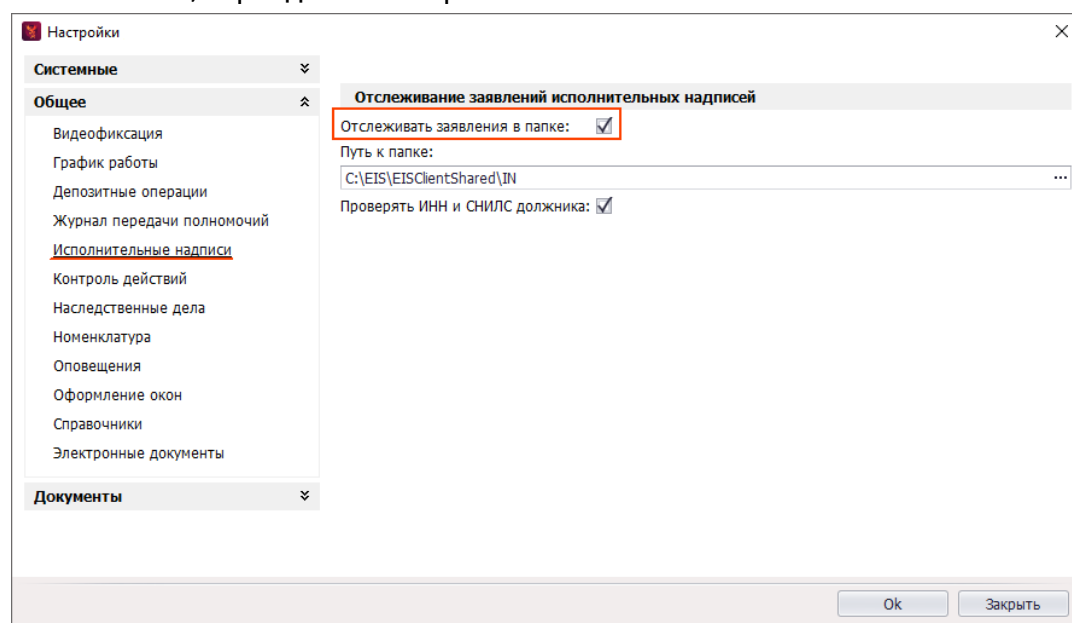 Настройки
Системные
Общее
Видеофиксация
График работы
Депозитные операции
Журнал передачи полномочий
Исполнительные надписи
Контроль действий
Наследственные дела
Номенклатура
Оповещения
Оформление окон
Справочники
Электронные документы
Документы
Отслеживание заявлений исполнительных надписей
Отслеживать заявления в папке:
Путь к папке:
C:\EIS\EISClientShared\IN
...
Проверять ИНН и СНИЛС должника:
Ok
Закрыть